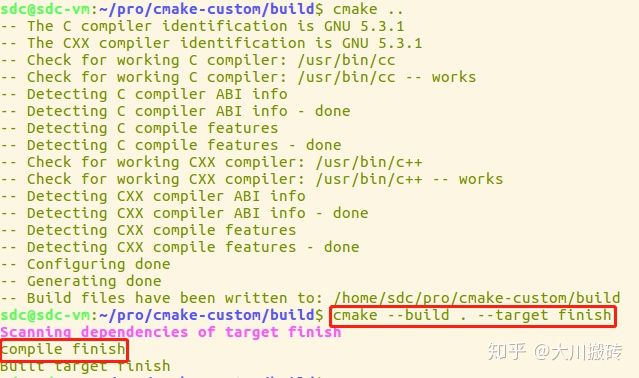 sdc@sdc-vm:~/pro/cmake-custom/build$ cmake ..
-- The C compiler identification is GNU 5.3.1
-- The CXX compiler identification is GNU 5.3.1
-- Check for working C compiler: /usr/bin/cc
-- Check for working C compiler: /usr/bin/cc -- works
-- Detecting C compiler ABI info
-- Detecting C compiler ABI info - done
-- Detecting C compile features
-- Detecting C compile features - done
-- Check for working CXX compiler: /usr/bin/c++
-- Check for working CXX compiler: /usr/bin/c++ -- works
-- Detecting CXX compiler ABI info
-- Detecting CXX compiler ABI info - done
-- Detecting CXX compile features
-- Detecting CXX compile features - done
-- Configuring done
-- Generating done
-- Build files have been written to: /home/sdc/pro/cmake-custom/build
sdc@sdc-vm:~/pro/cmake-custom/build$ cmake --build . --target finish
Scanning dependencies of target finish
compile finish
Built target finish
知乎 @大川搬砖